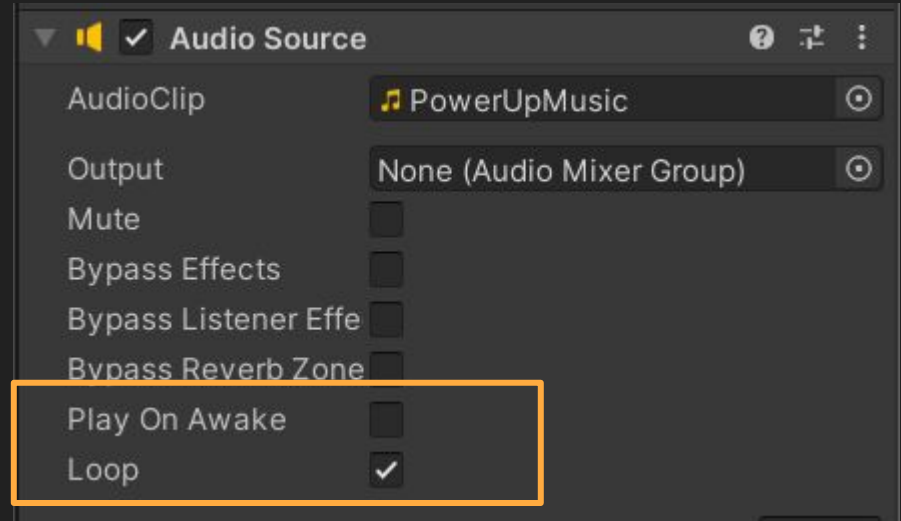 Audio Source
AudioClip PowerUpMusic
Output None (Audio Mixer Group)
Mute
Bypass Effects
Bypass Listener Effe
Bypass Reverb Zone
Play On Awake
Loop